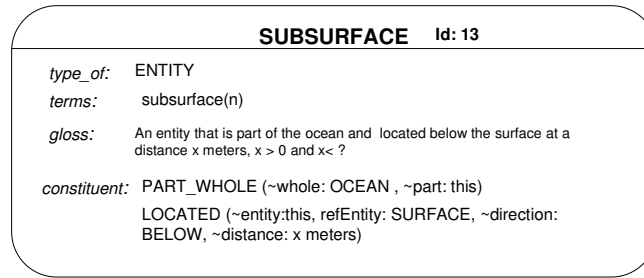 SUBSURFACE Id: 13
type_of: ENTITY
terms: subsurface(n)
gloss: An entity that is part of the ocean and located below the surface at a
distance x meters, x > 0 and x< ?
constituent: PART_WHOLE (~whole: OCEAN , ~part: this)
LOCATED (~entity:this, refEntity: SURFACE, ~direction:
BELOW, ~distance: x meters)